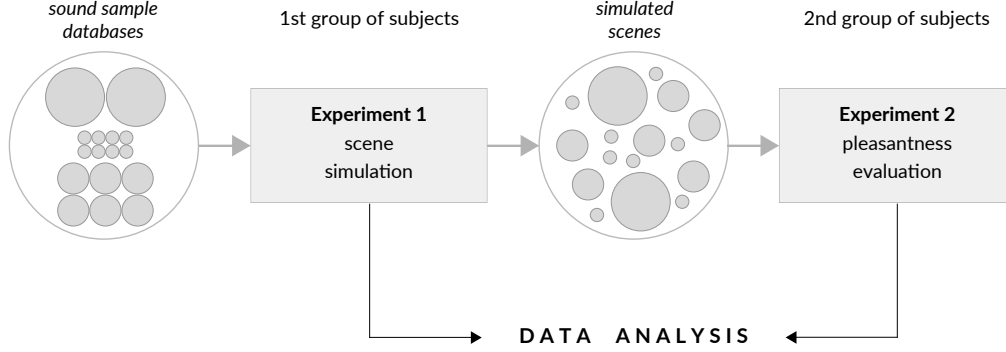 sound sample
databases
1st group of subjects
simulated
scenes
2nd group of subjects
Experiment 1
scene
simulation
Experiment 2
pleasantness
evaluation
DATA ANALYSIS